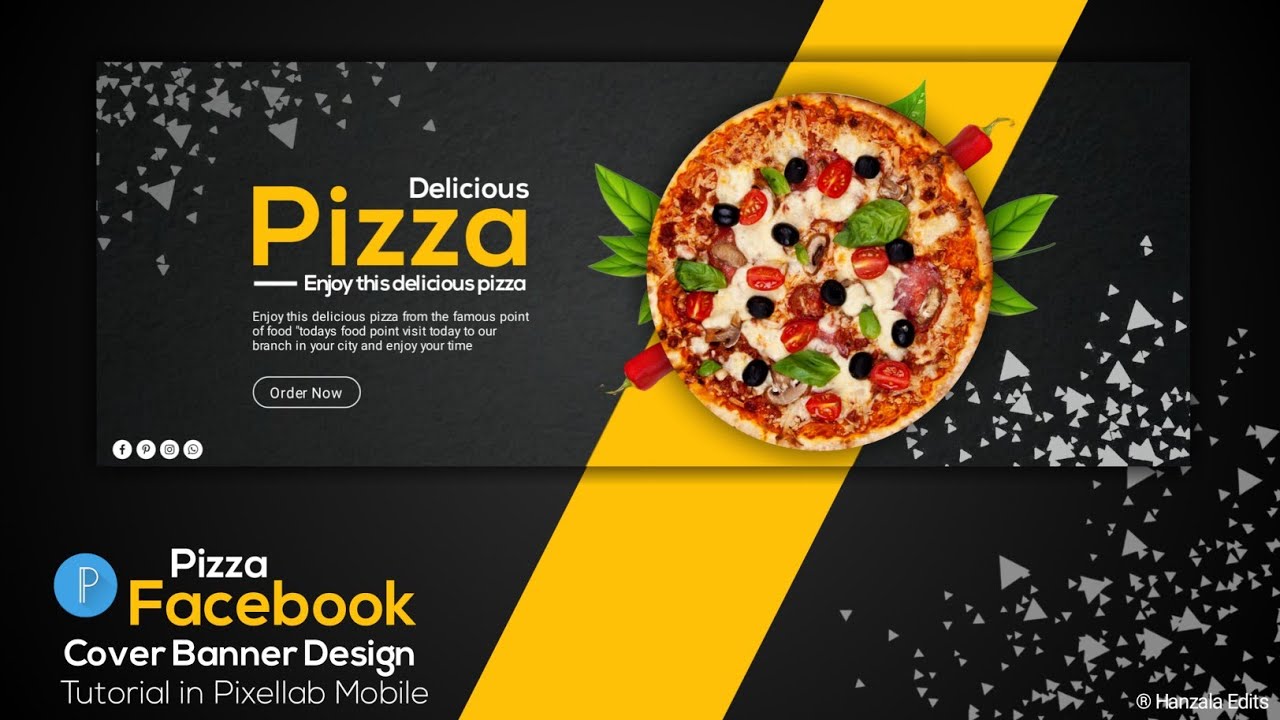 Delicious
Pizza
Enjoy this delicious pizza
Enjoy this delicious pizza from the famous point
of food "todays food point visit today to our
branch in your city and enjoy your time
Order Now
Pizza
Facebook
Cover Banner Design
Tutorial in Pixellab Mobile
® Hanzala Edits